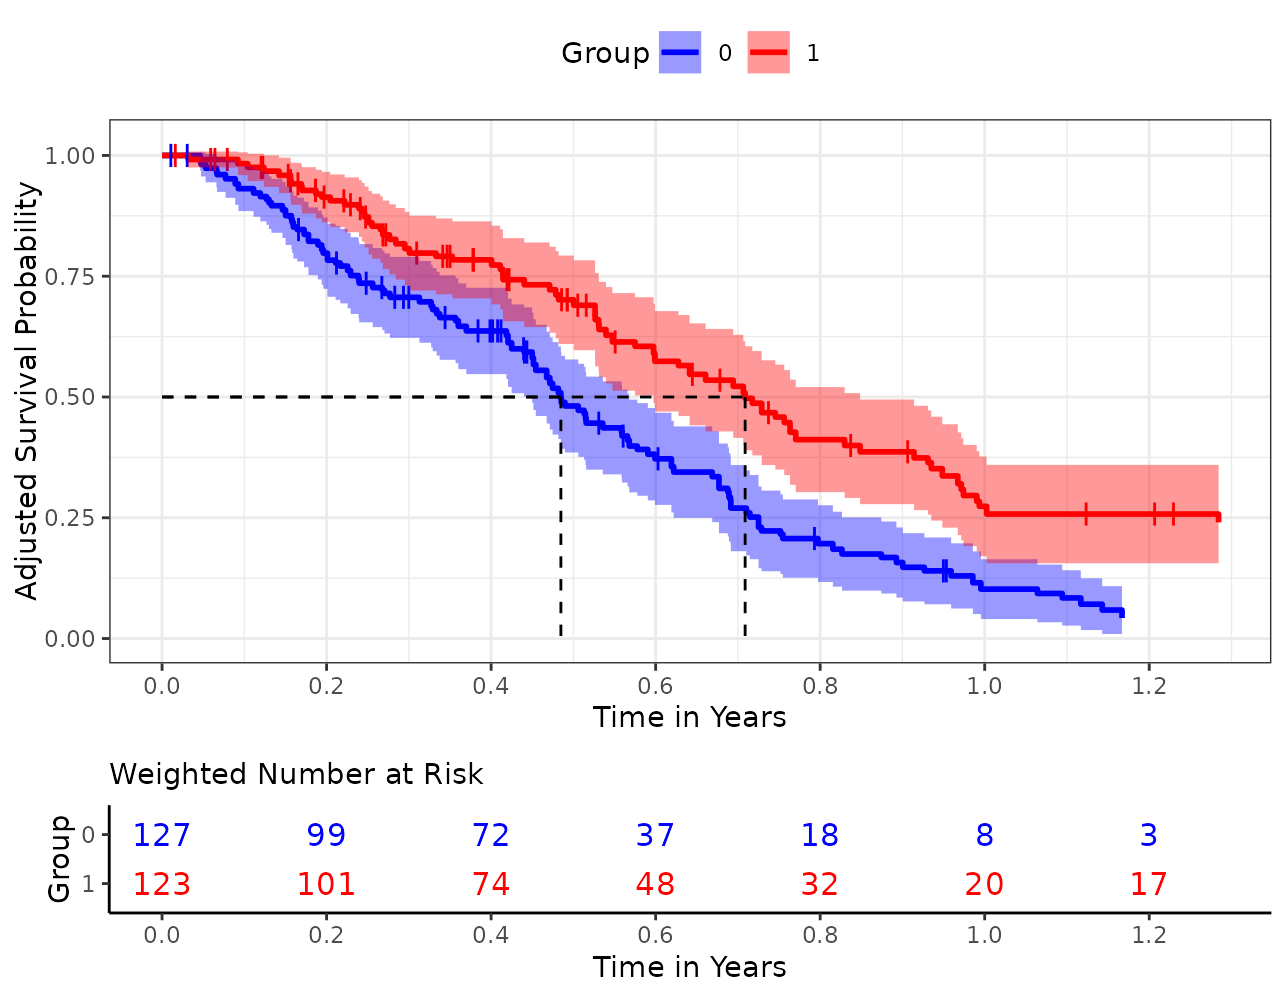 Group 0 1
Adjusted Survival Probability
1.00
0.75
0.50
0.25
0.00
0.0 0.2 0.4 0.6 0.8 1.0 1.2
Time in Years
Weighted Number at Risk
Group
0 127 99 72 37 18 8 3
1 123 101 74 48 32 20 17
0.0 0.2 0.4 0.6 0.8 1.0 1.2
Time in Years